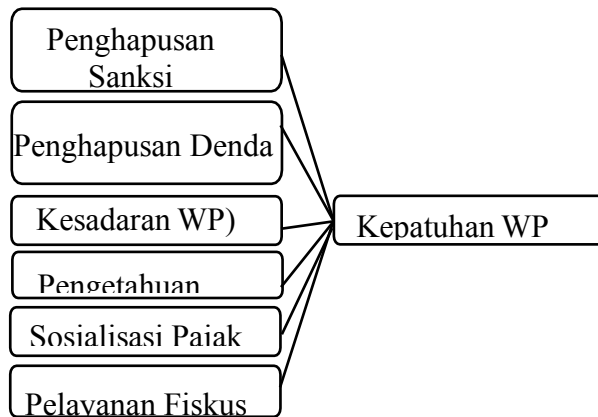 Penghapusan
Sanksi
Penghapusan Denda
Kesadaran WP)
Pengetahuan
Sosialisasi Pajak
Pelayanan Fiskus
Kepatuhan WP